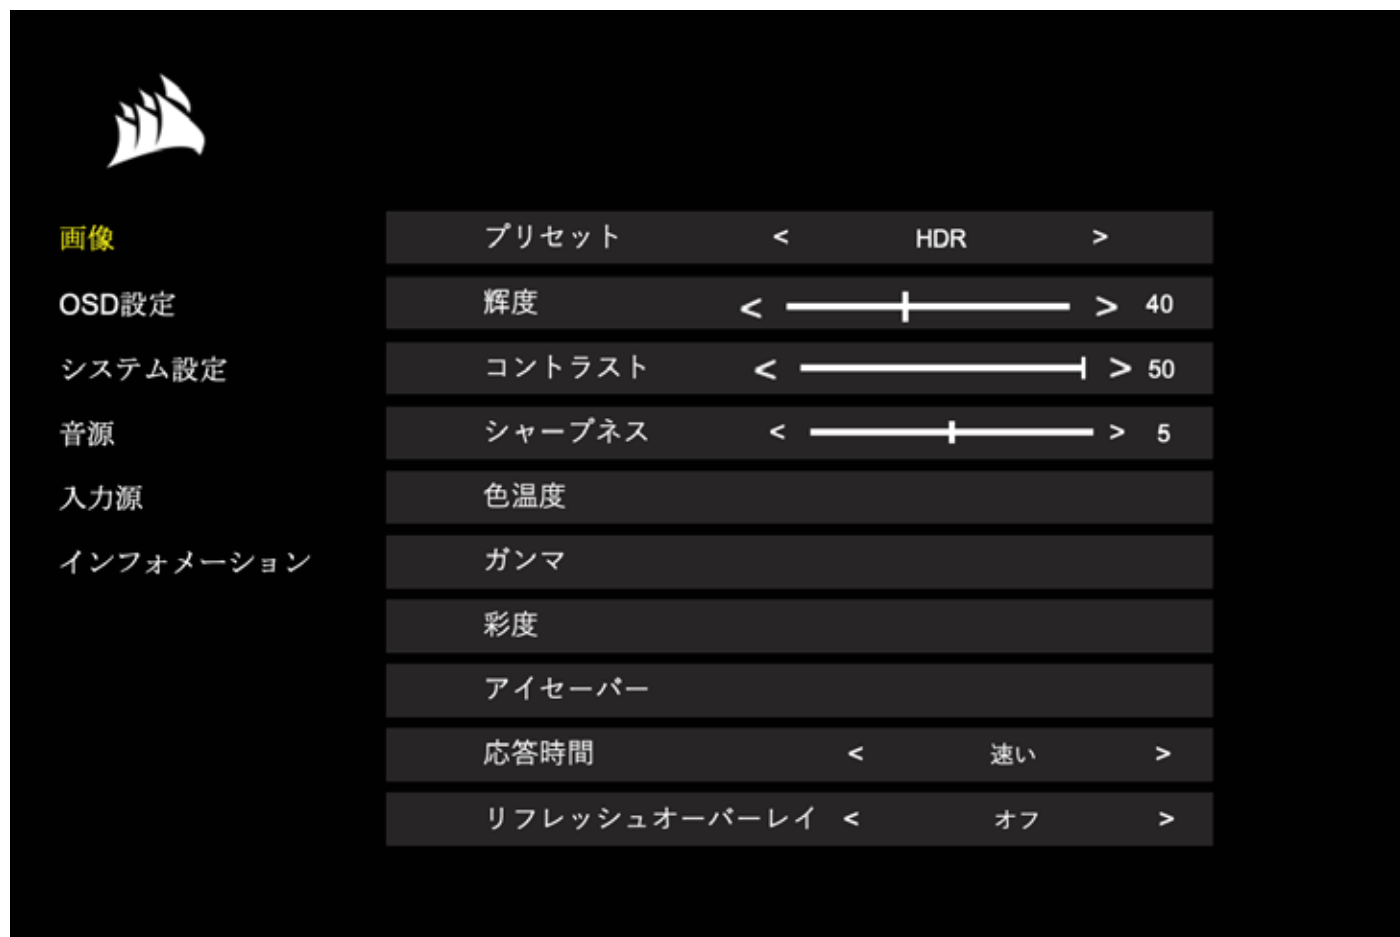 画像
OSD設定
システム設定
音源
入力源
インフォメーション
プリセット < HDR >
辉度 < > 40
コントラスト < > 50
シャープネス < > 5
色温度
ガンマ
彩度
アイセーバー
応答時間 < 速い >
リフレッシュオーバーレイ < オフ >